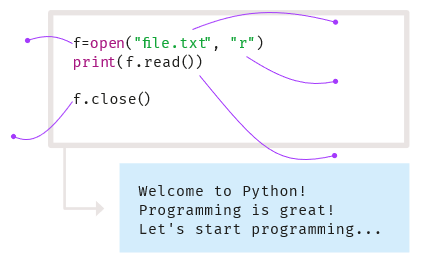 f=open("file.txt", "r")
print(f.read())
f.close()
Welcome to Python!
Programming is great!
Let's start programming...